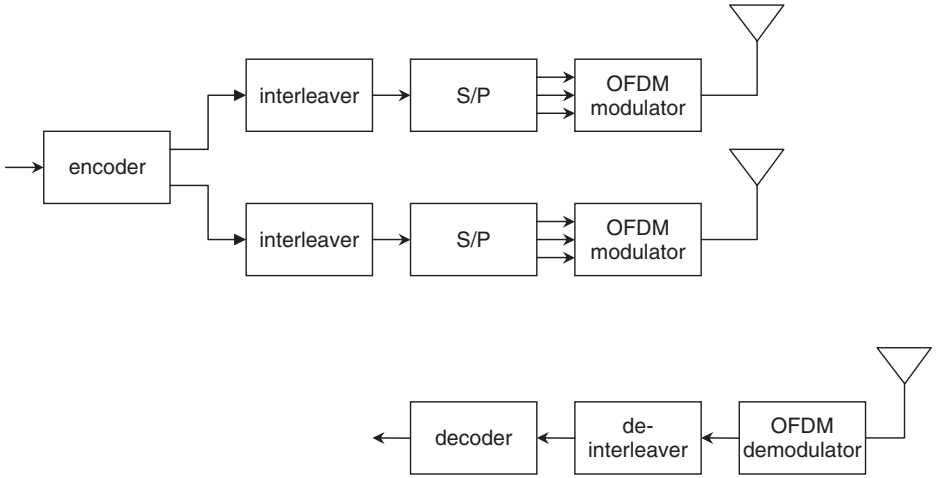 interleaver
S/P
OFDM
modulator
encoder
interleaver
S/P
OFDM
modulator
decoder
de-
interleaver
OFDM
demodulator